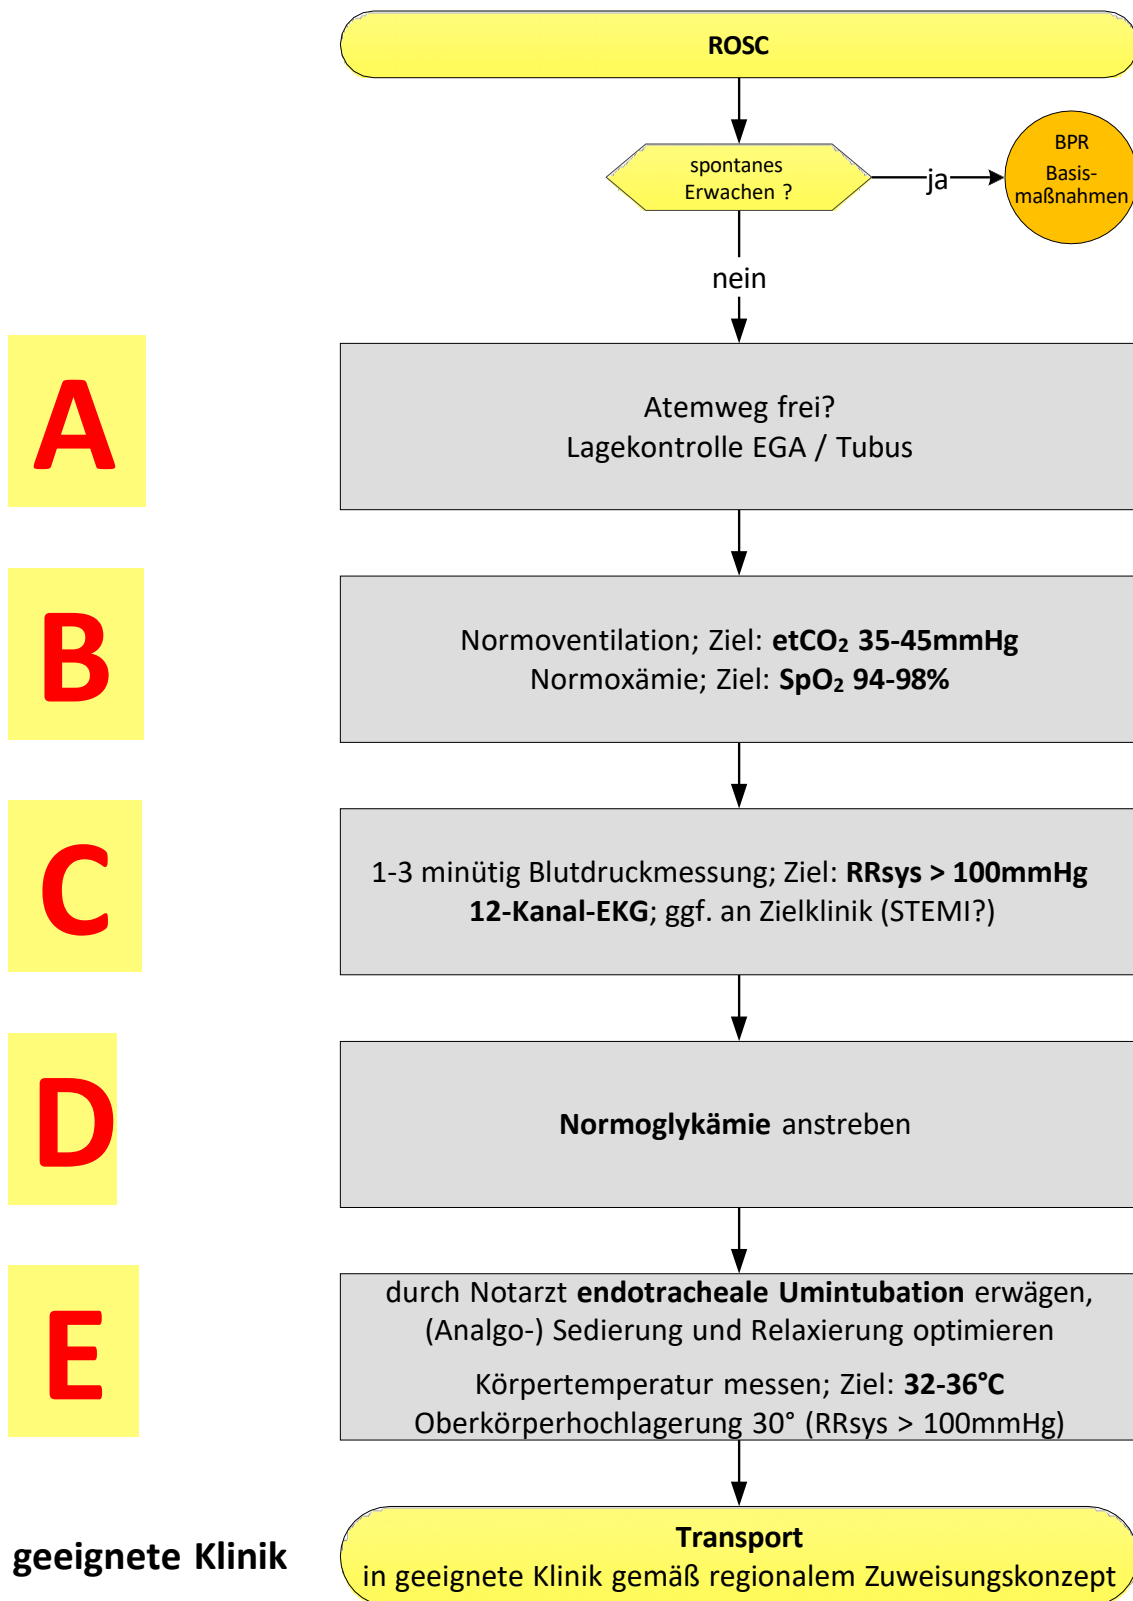 ROSC
spontanes
Erwachen ?
ja
BPR
Basis-
maßnahmen
nein
A
Atemweg frei?
Lagekontrolle EGA / Tubus
B
Normoventilation; Ziel: etCO₂ 35-45mmHg
Normoxämie; Ziel: SpO₂ 94-98%
C
1-3 minütig Blutdruckmessung; Ziel: RRsys > 100mmHg
12-Kanal-EKG; ggf. an Zielklinik (STEMI?)
D
Normoglykämie anstreben
E
durch Notarzt endotracheale Umintubation erwägen,
(Analgo-) Sedierung und Relaxierung optimieren
Körpertemperatur messen; Ziel: 32-36°C
Oberkörperhochlagerung 30° (RRsys > 100mmHg)
geeignete Klinik
Transport
in geeignete Klinik gemäß regionalem Zuweisungskonzept